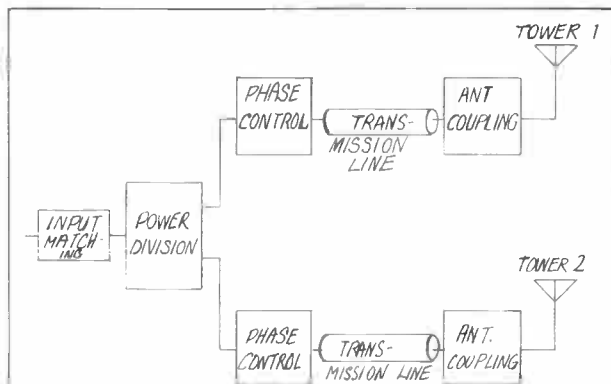 TOWER 1
PHASE
CONTROL
TRANS-
MISSION
LINE
ANT
COUPLING
INPUT
MATCH-
ING
POWER
DIVISION
TOWER 2
PHASE
CONTROL
TRANS-
MISSION LINE
ANT.
COUPLING